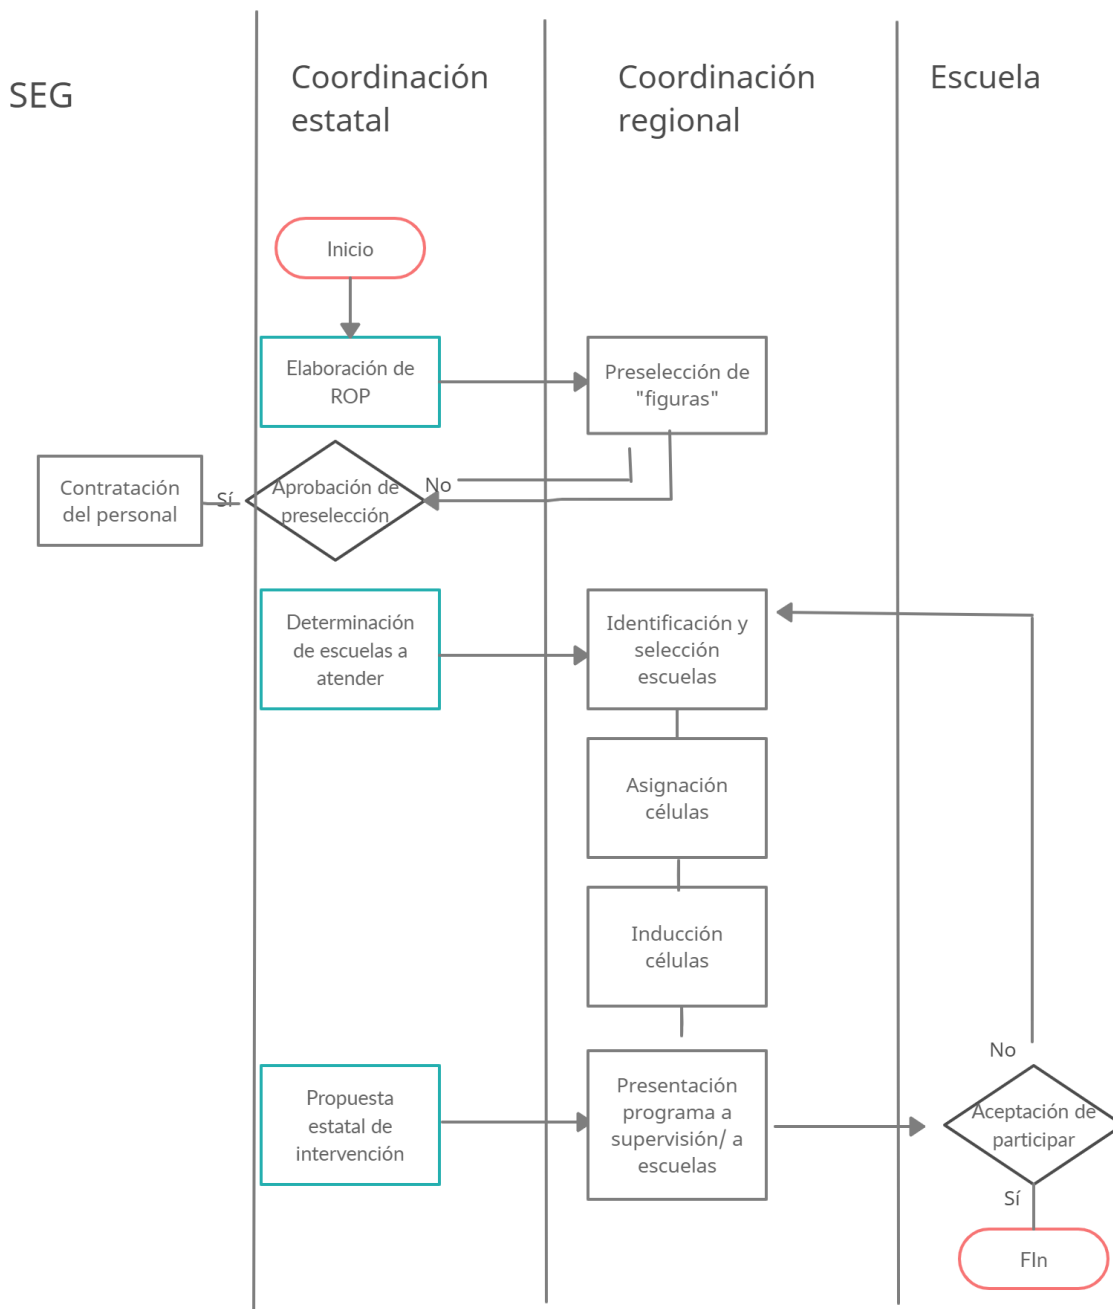 SEG
Coordinación
estatal
Coordinación
regional
Escuela
Inicio
Elaboración de
ROP
Preselección de
"figuras"
Contratación
del personal
Sí
Aprobación de
preselección
No
Determinación
de escuelas a
atender
Identificación y
selección
escuelas
Asignación
células
Inducción
células
Propuesta
estatal de
intervención
Presentación
programa a
supervisión/ a
escuelas
No
Aceptación de
participar
Sí
FIn